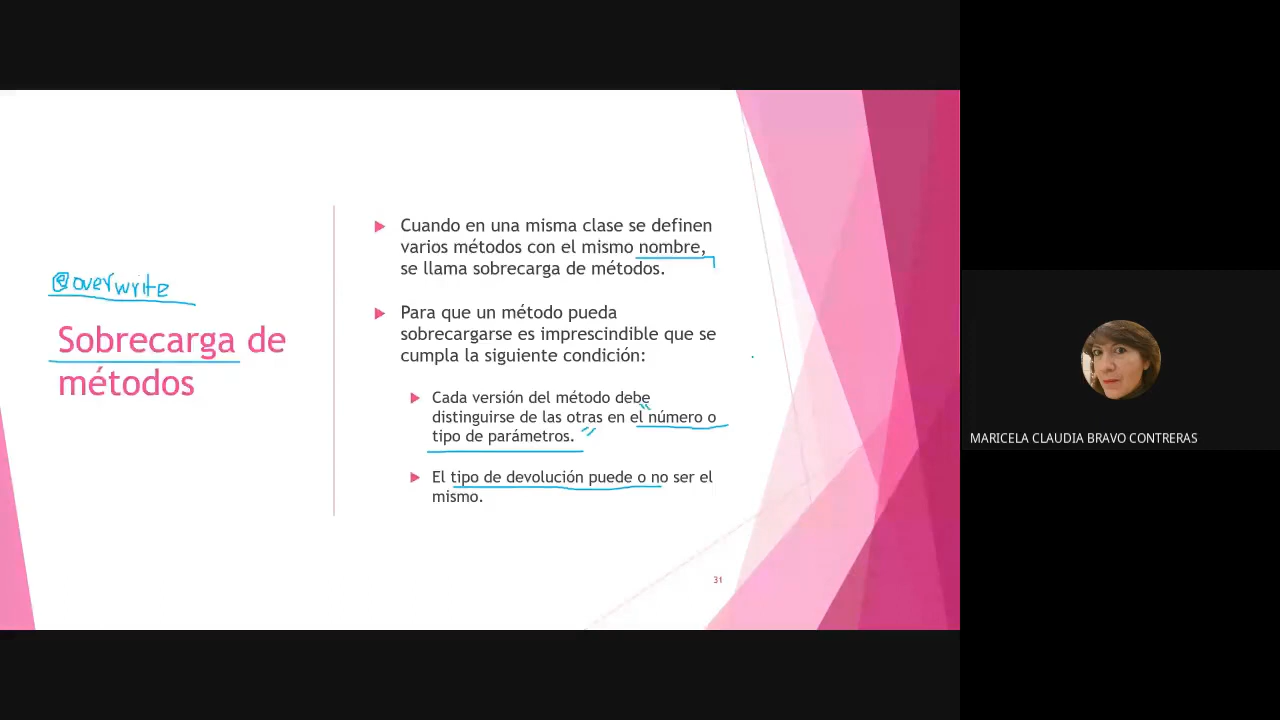 @overwrite
Sobrecarga de
métodos
Cuando en una misma clase se definen
varios métodos con el mismo nombre,
se llama sobrecarga de métodos.
Para que un método pueda
sobrecargarse es imprescindible que se
cumpla la siguiente condición:
Cada versión del método debe
distinguirse de las otras en el número o
tipo de parámetros.
El tipo de devolución puede o no ser el
mismo.
31
MARICELA CLAUDIA BRAVO CONTRERAS